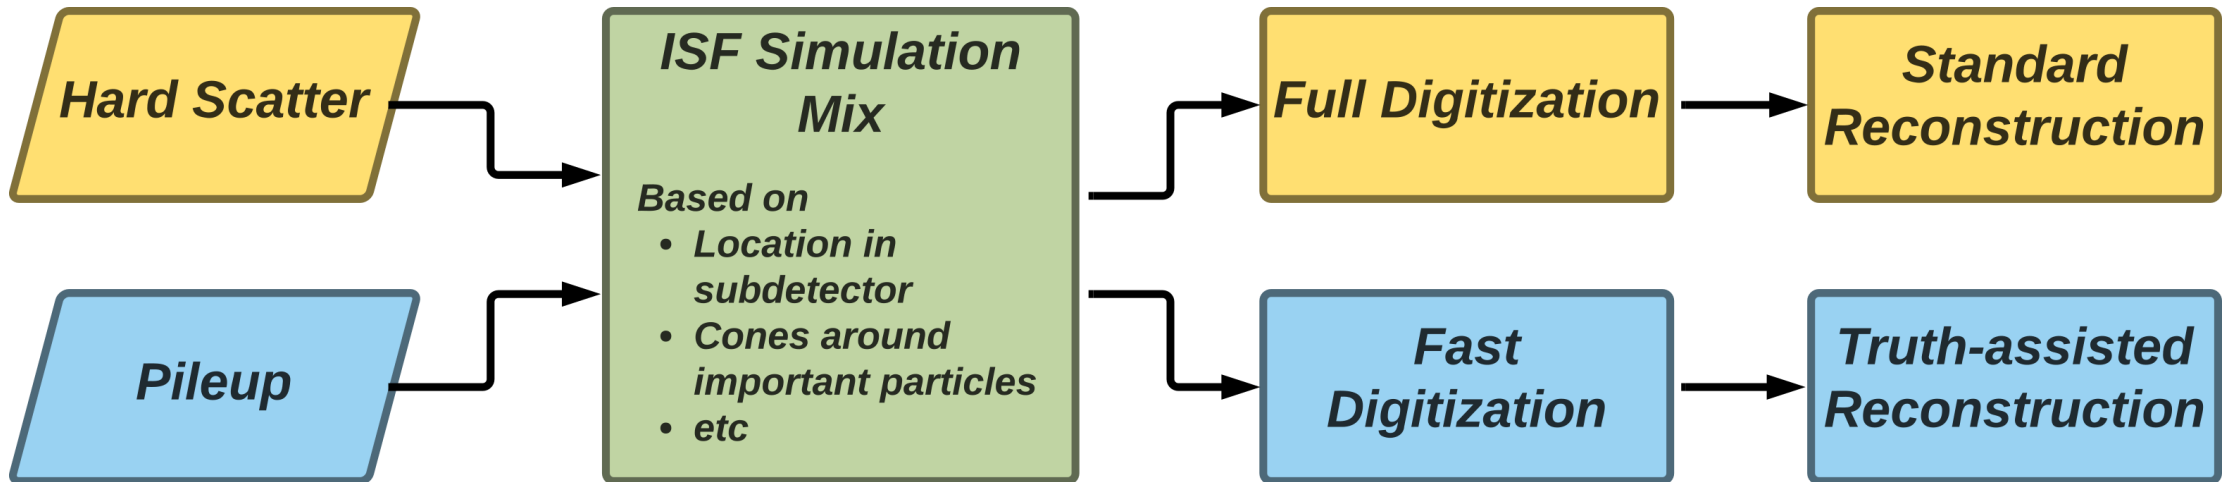 Hard Scatter
Pileup
ISF Simulation
Mix
Based on
• Location in
subdetector
• Cones around
important particles
• etc
Full Digitization
Standard
Reconstruction
Fast
Digitization
Truth-assisted
Reconstruction